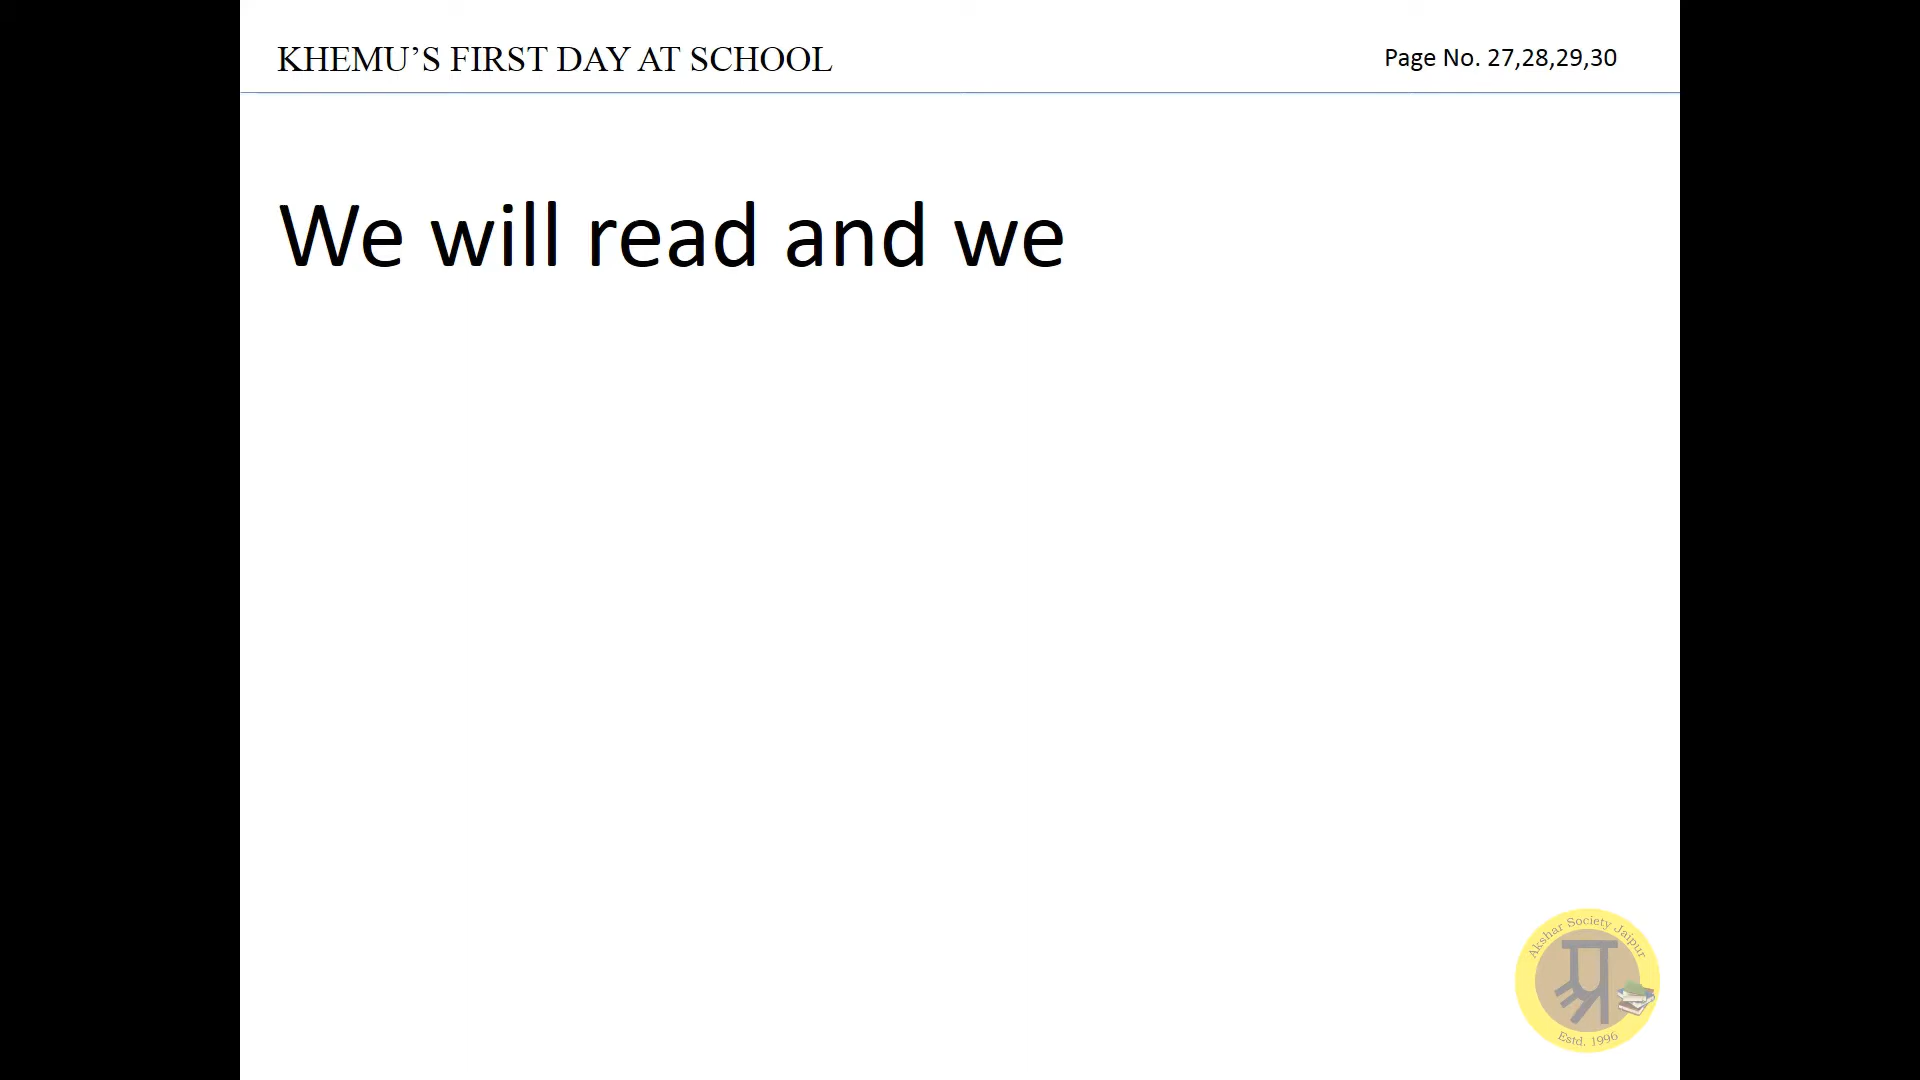 KHEMU’S FIRST DAY AT SCHOOL
Page No. 27,28,29,30
We will read and we
Akshar Society Jaipur
प्र
Estd. 1996